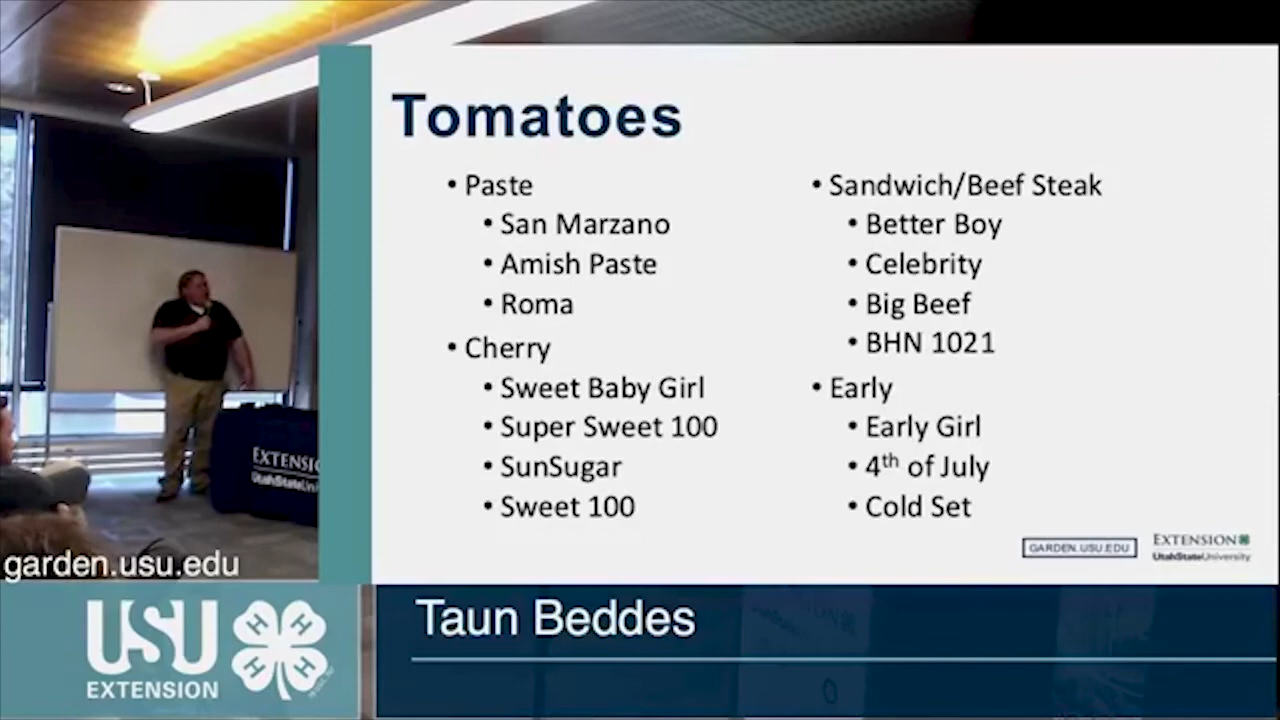 Tomatoes
• Paste
• San Marzano
• Amish Paste
• Roma
• Cherry
• Sweet Baby Girl
• Super Sweet 100
• SunSugar
• Sweet 100
• Sandwich/Beef Steak
• Better Boy
• Celebrity
• Big Beef
• BHN 1021
• Early
• Early Girl
• 4th of July
• Cold Set
GARDEN.USU.EDU
EXTENSION
UtahStateUniversity
EXTENSIO
UtahStateUni
garden.usu.edu
USU
EXTENSION
H H
H H
Taun Beddes